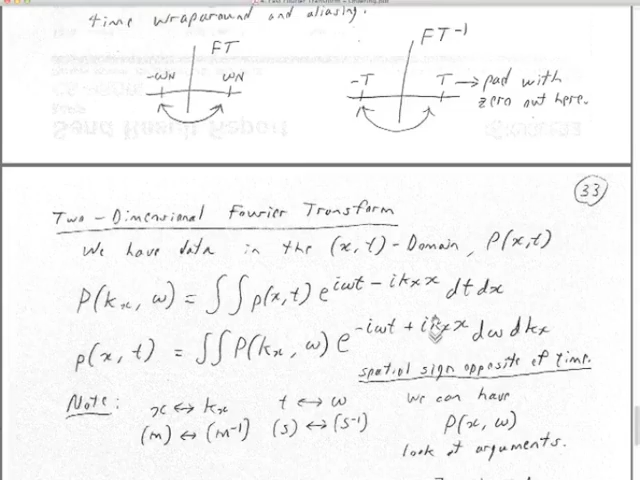 time wraparound and aliasing.
FT
-ωN ωN
FT⁻¹
-T T → pad with
zero out here.
33
Two-Dimensional Fourier Transform
We have data in the (x, t)-Domain, P(x,t)
P(kx, ω) = ∫∫ p(x,t) e^{iωt - ikx x} dt dx
p(x, t) = ∫∫ P(kx, ω) e^{-iωt + ikx x} dω dkx
spatial sign opposite of time.
Note: x ↔ kx t ↔ ω we can have
(m) ↔ (m⁻¹) (s) ↔ (s⁻¹) P(x, ω)
look at arguments.